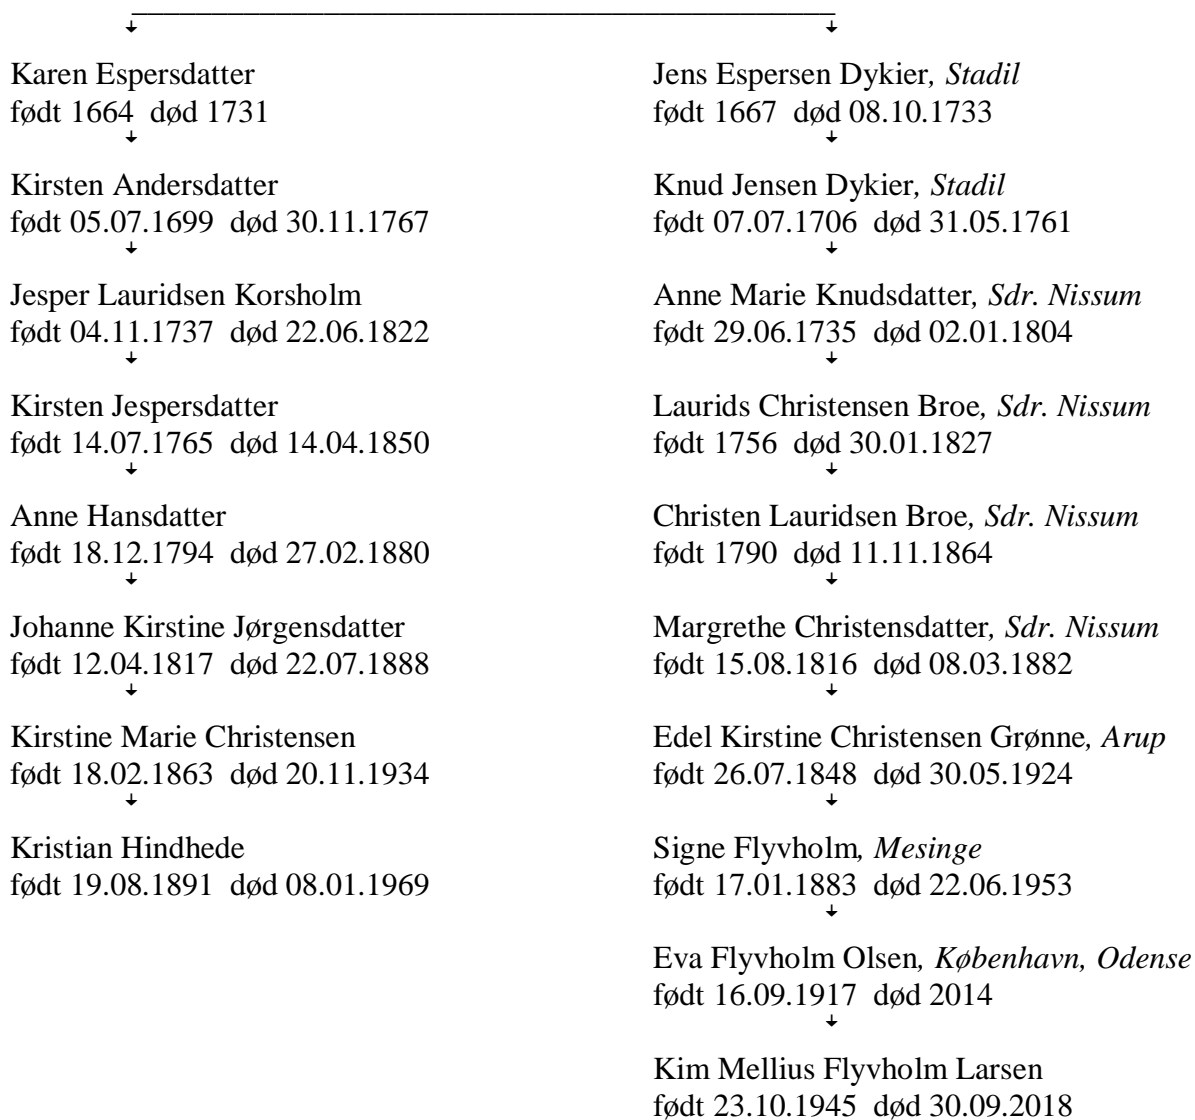 Karen Espersdatter
født 1664 død 1731
Kirsten Andersdatter
født 05.07.1699 død 30.11.1767
Jesper Lauridsen Korsholm
født 04.11.1737 død 22.06.1822
Kirsten Jespersdatter
født 14.07.1765 død 14.04.1850
Anne Hansdatter
født 18.12.1794 død 27.02.1880
Johanne Kirstine Jørgensdatter
født 12.04.1817 død 22.07.1888
Kirstine Marie Christensen
født 18.02.1863 død 20.11.1934
Kristian Hindhede
født 19.08.1891 død 08.01.1969
Jens Espersen Dykier, Stadil
født 1667 død 08.10.1733
Knud Jensen Dykier, Stadil
født 07.07.1706 død 31.05.1761
Anne Marie Knudsdatter, Sdr. Nissum
født 29.06.1735 død 02.01.1804
Laurids Christensen Broe, Sdr. Nissum
født 1756 død 30.01.1827
Christen Lauridsen Broe, Sdr. Nissum
født 1790 død 11.11.1864
Margrethe Christensdatter, Sdr. Nissum
født 15.08.1816 død 08.03.1882
Edel Kirstine Christensen Grønne, Arup
født 26.07.1848 død 30.05.1924
Signe Flyvholm, Mesinge
født 17.01.1883 død 22.06.1953
Eva Flyvholm Olsen, København, Odense
født 16.09.1917 død 2014
Kim Mellius Flyvholm Larsen
født 23.10.1945 død 30.09.2018